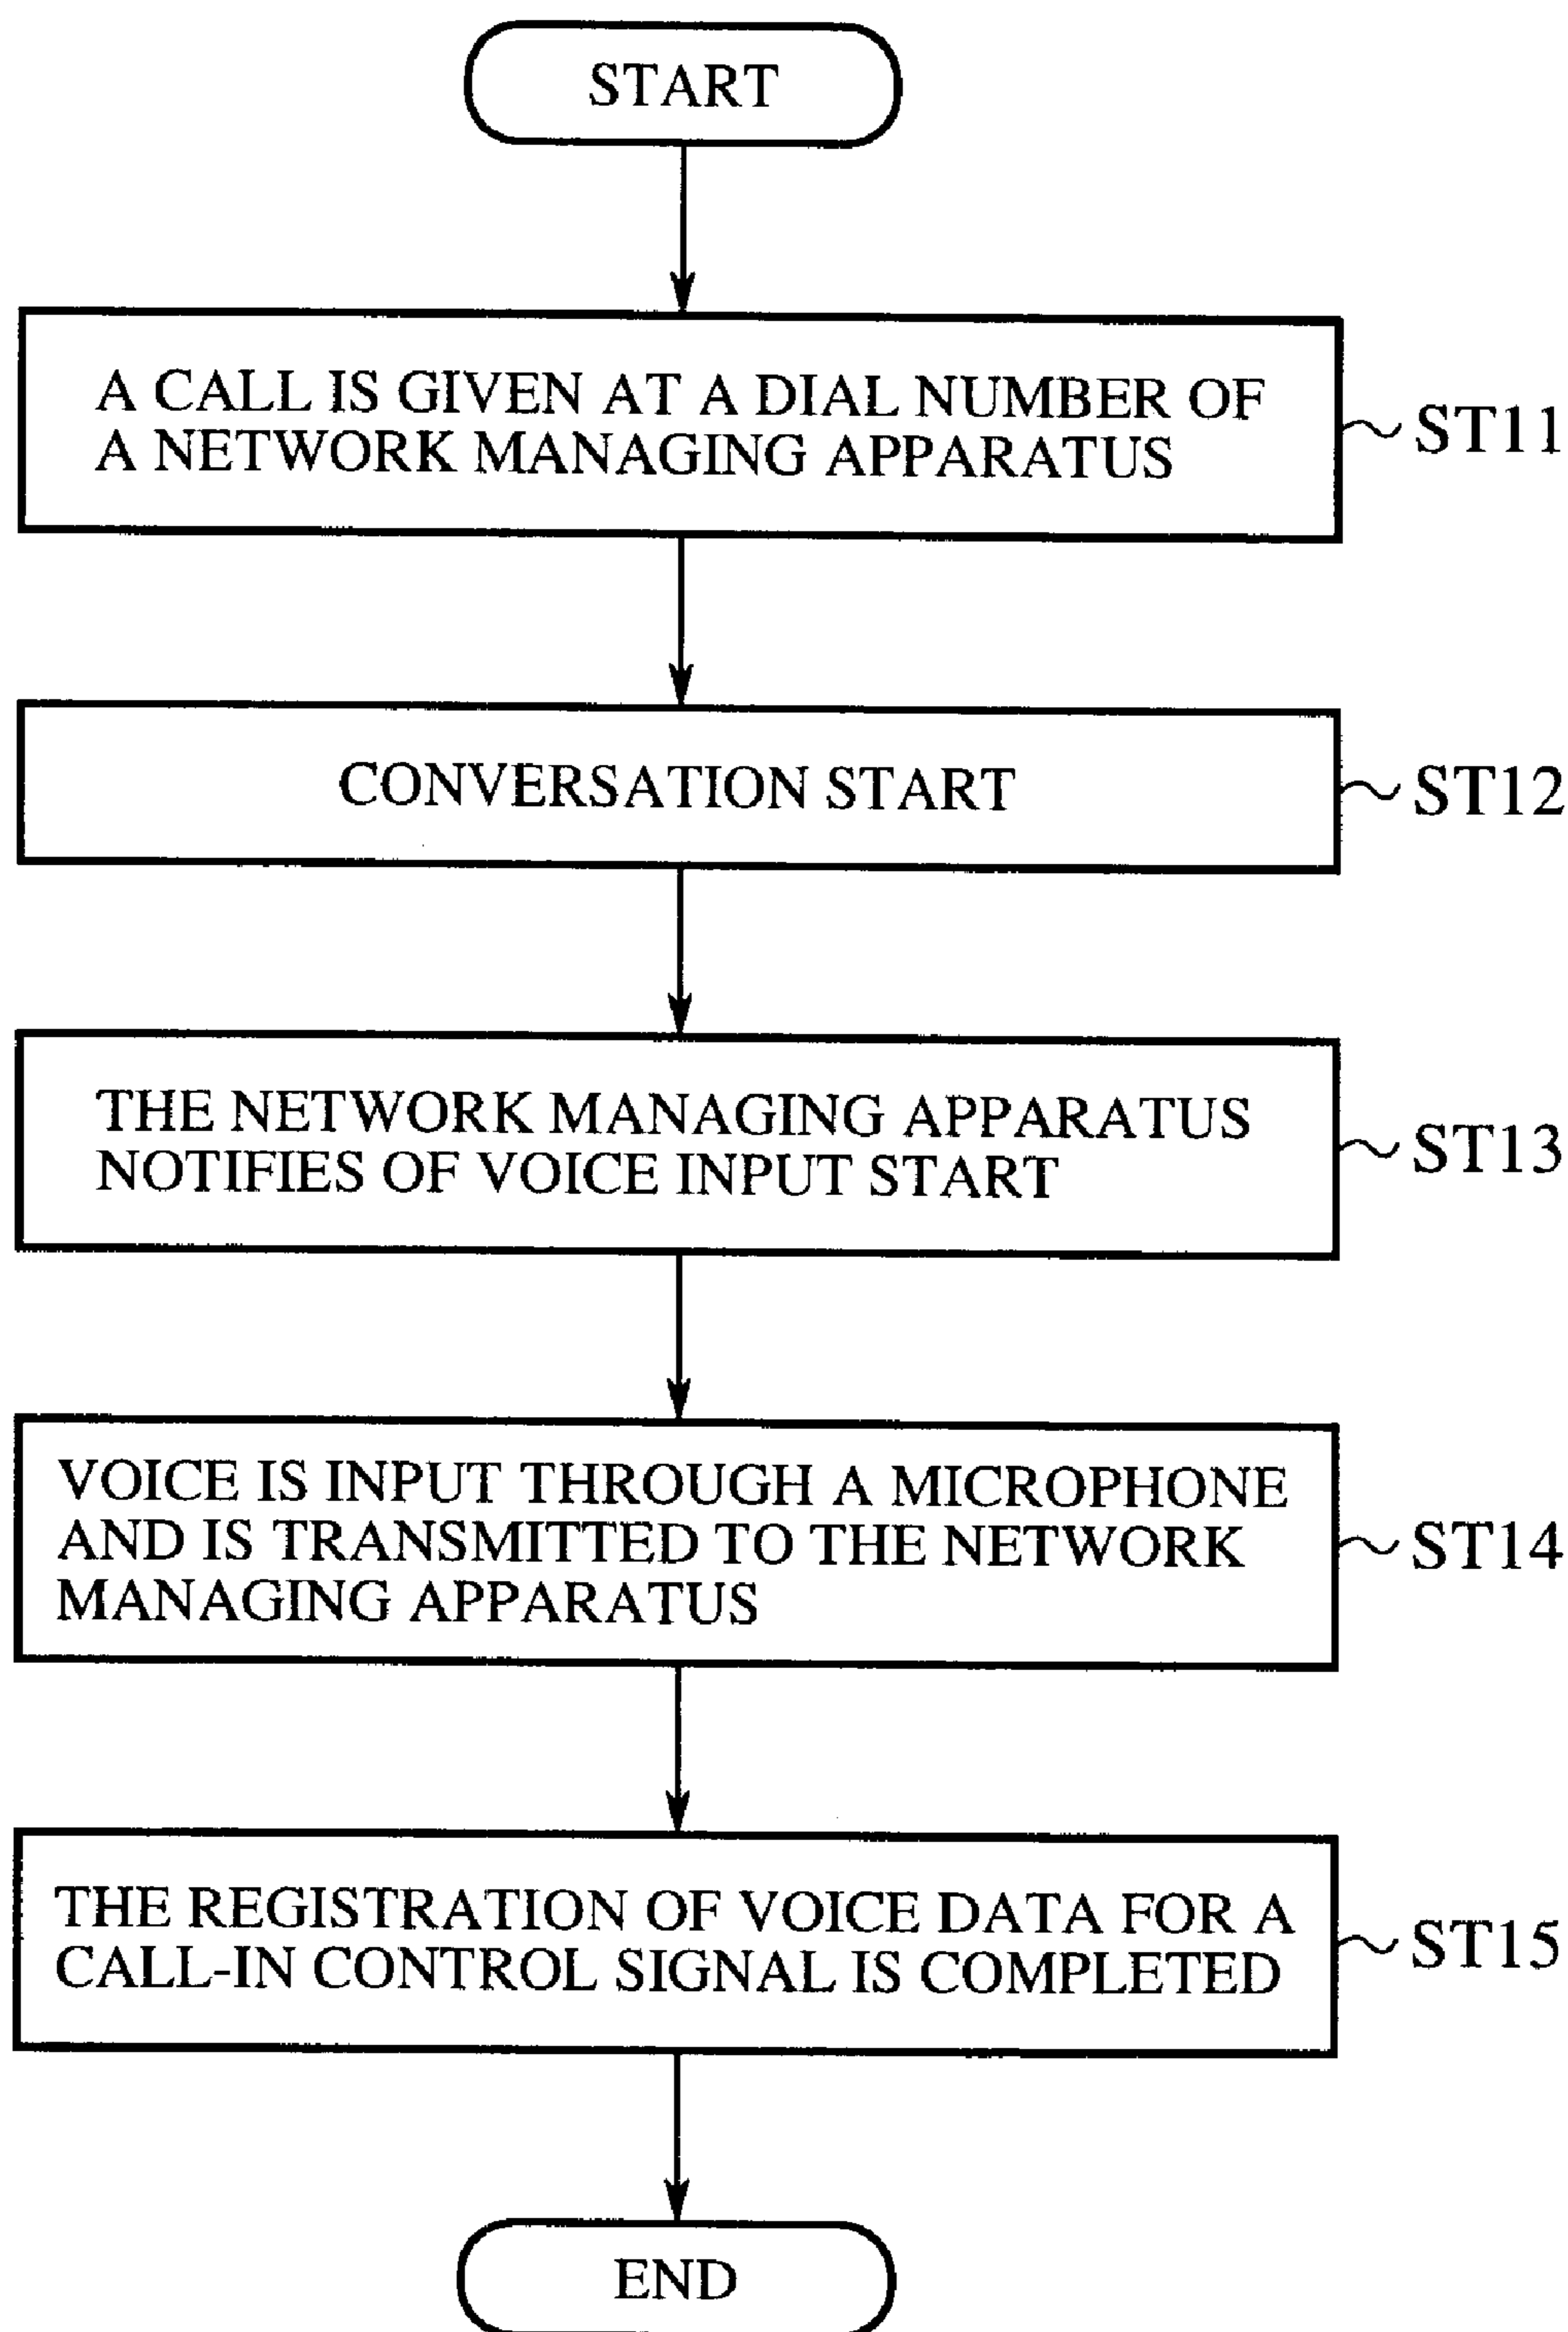 START
A CALL IS GIVEN AT A DIAL NUMBER OF
A NETWORK MANAGING APPARATUS
ST11
CONVERSATION START
ST12
THE NETWORK MANAGING APPARATUS
NOTIFIES OF VOICE INPUT START
ST13
VOICE IS INPUT THROUGH A MICROPHONE
AND IS TRANSMITTED TO THE NETWORK
MANAGING APPARATUS
ST14
THE REGISTRATION OF VOICE DATA FOR A
CALL-IN CONTROL SIGNAL IS COMPLETED
ST15
END